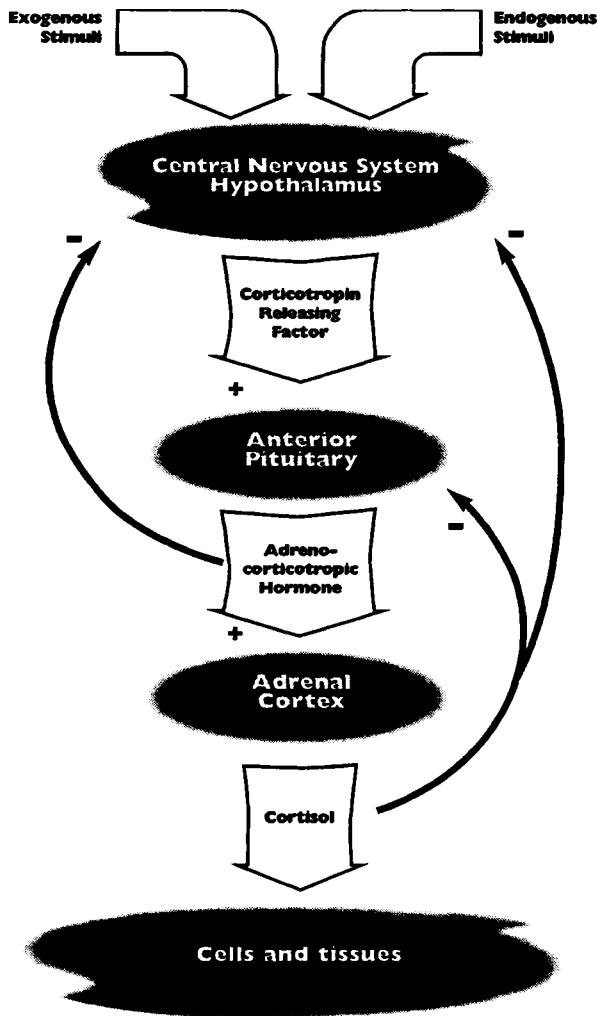 Exogenous
Stimuli
Endogenous
Stimuli
Central Nervous System
Hypothalamus
-
-
Corticotropin
Releasing
Factor
+
Anterior
Pituitary
-
Adreno-
corticotropic
Hormone
+
Adrenal
Cortex
Cortisol
Cells and tissues